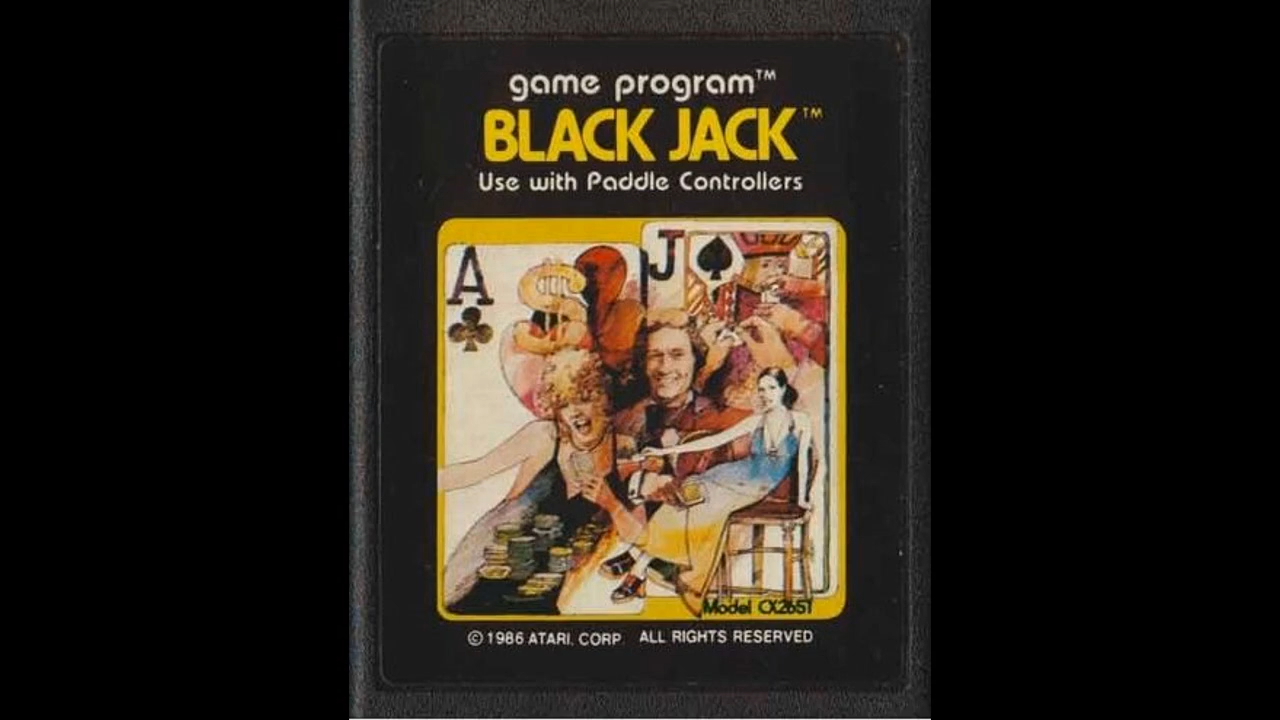 game program™
BLACK JACK™
Use with Paddle Controllers
A
J
$
Model CX2651
© 1986 ATARI, CORP. ALL RIGHTS RESERVED